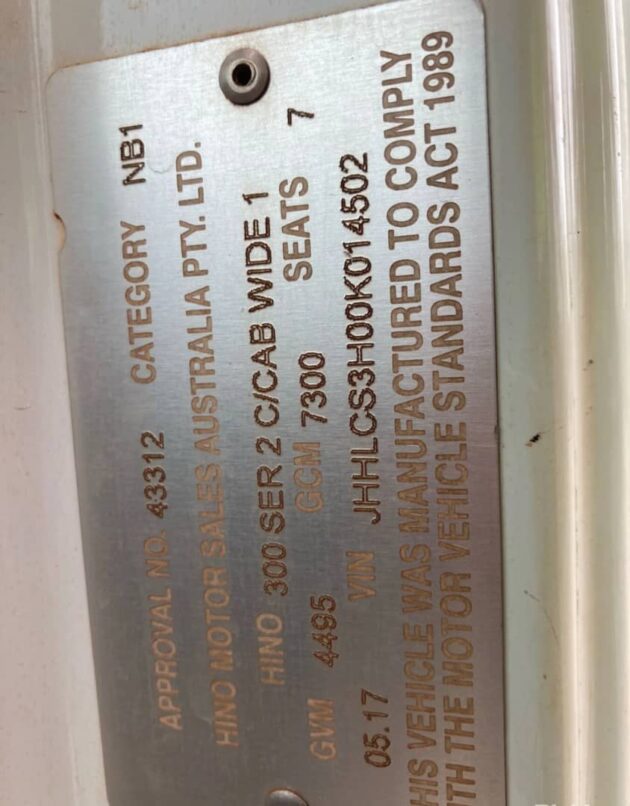 APPROVAL NO. 43312 CATEGORY NB1
HINO MOTOR SALES AUSTRALIA PTY. LTD.
HINO 300 SER 2 C/CAB WIDE 1
GVM 4495 GCM 7300 SEATS 7
05.17 VIN JHHLCS3H00K014502
HIS VEHICLE WAS MANUFACTURED TO COMPLY
TH THE MOTOR VEHICLE STANDARDS ACT 1989